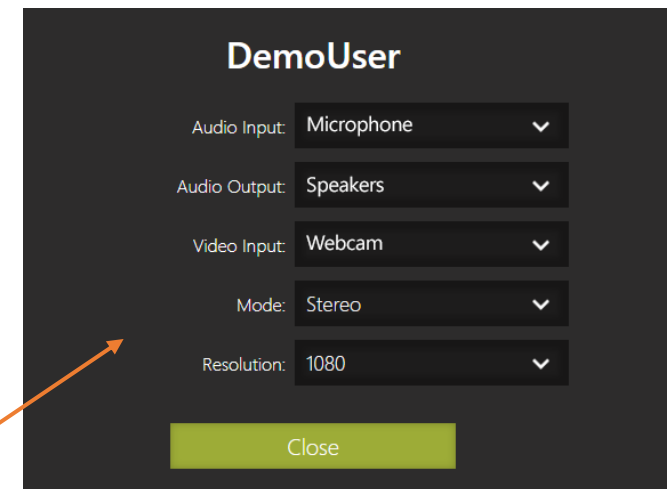 DemoUser
Audio Input: Microphone
Audio Output: Speakers
Video Input: Webcam
Mode: Stereo
Resolution: 1080
Close